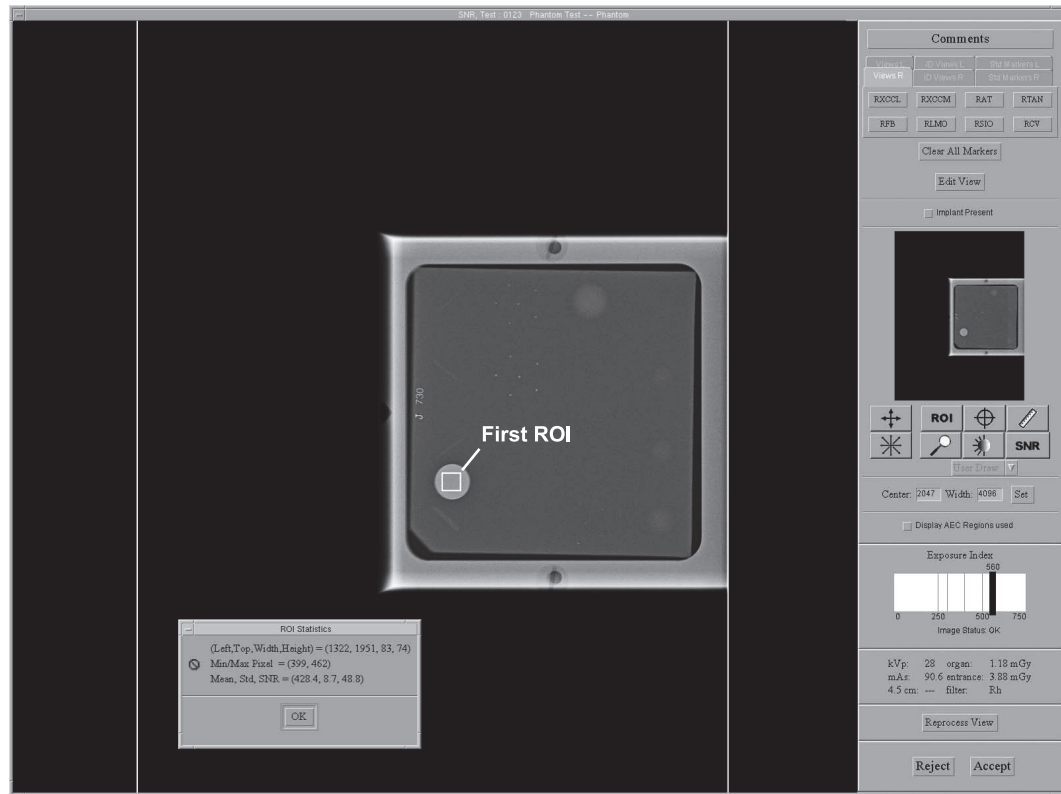 SNR, Test : 0123 Phantom Test -- Phantom
Comments
Views L ID Views L Std Markers L
Views R ID Views R Std Markers R
RXCCL RXCCM RAT RTAN
RFB RLMO RSIO RCV
Clear All Markers
Edit View
Implant Present
J 730
First ROI
ROI
SNR
User Draw
Center: 2047 Width: 4096 Set
Display AEC Regions used
Exposure Index
560
0 250 500 750
Image Status: OK
ROI Statistics
(Left,Top,Width,Height) = (1322, 1951, 83, 74)
Min/Max Pixel = (399, 462)
Mean, Std, SNR = (428.4, 8.7, 48.8)
OK
kVp: 28 organ: 1.18 mGy
mAs: 90.6 entrance: 3.88 mGy
4.5 cm: --- filter: Rh
Reprocess View
Reject Accept